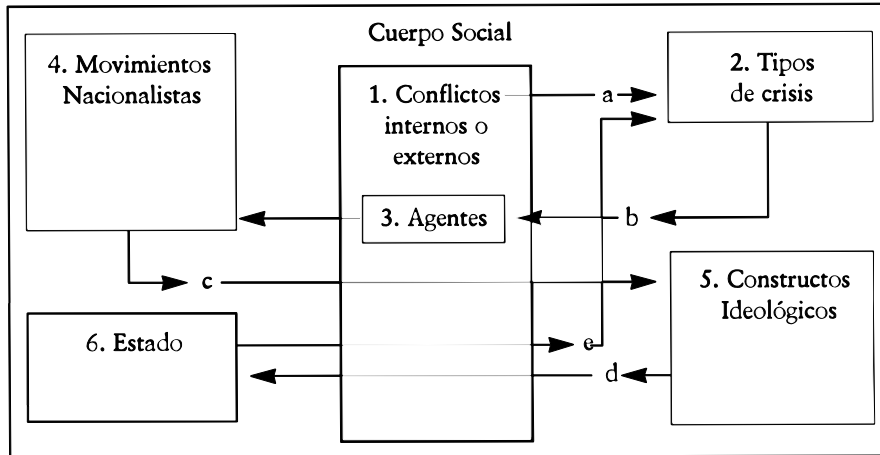 Cuerpo Social
4. Movimientos
Nacionalistas
1. Conflictos
internos o
externos
a
2. Tipos
de crisis
3. Agentes
b
c
5. Constructos
Ideológicos
6. Estado
e
d